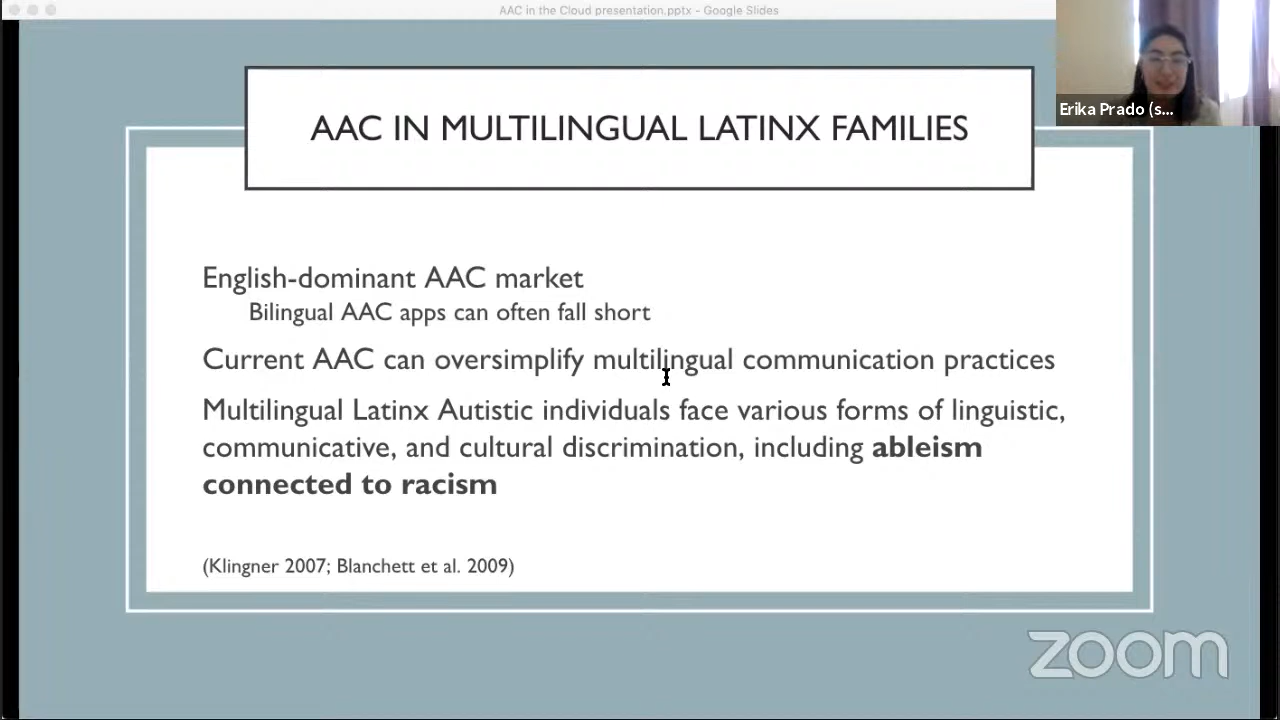 AAC in the Cloud presentation.pptx - Google Slides
Erika Prado (s...
AAC IN MULTILINGUAL LATINX FAMILIES
English-dominant AAC market
Bilingual AAC apps can often fall short
Current AAC can oversimplify multilingual communication practices
Multilingual Latinx Autistic individuals face various forms of linguistic,
communicative, and cultural discrimination, including ableism
connected to racism
(Klingner 2007; Blanchett et al. 2009)
zoom